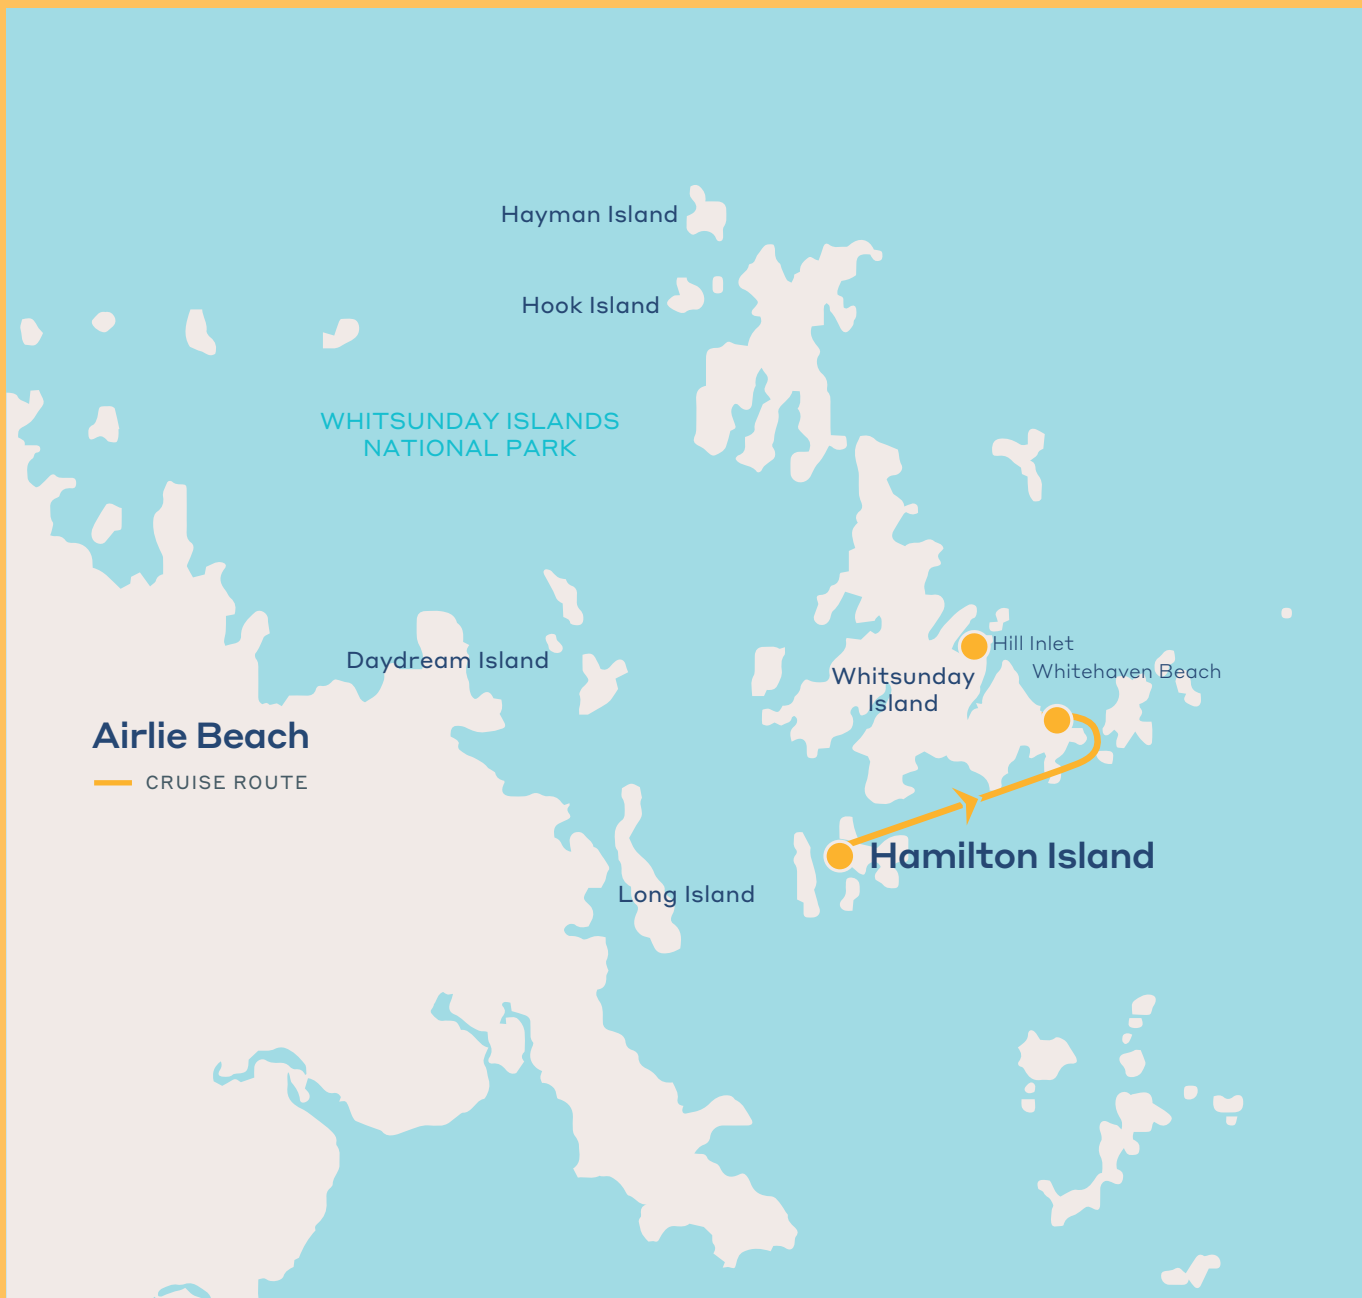 Hayman Island
Hook Island
WHITSUNDAY ISLANDS
NATIONAL PARK
Hill Inlet
Daydream Island
Whitehaven Beach
Whitsunday
Island
Airlie Beach
CRUISE ROUTE
Hamilton Island
Long Island